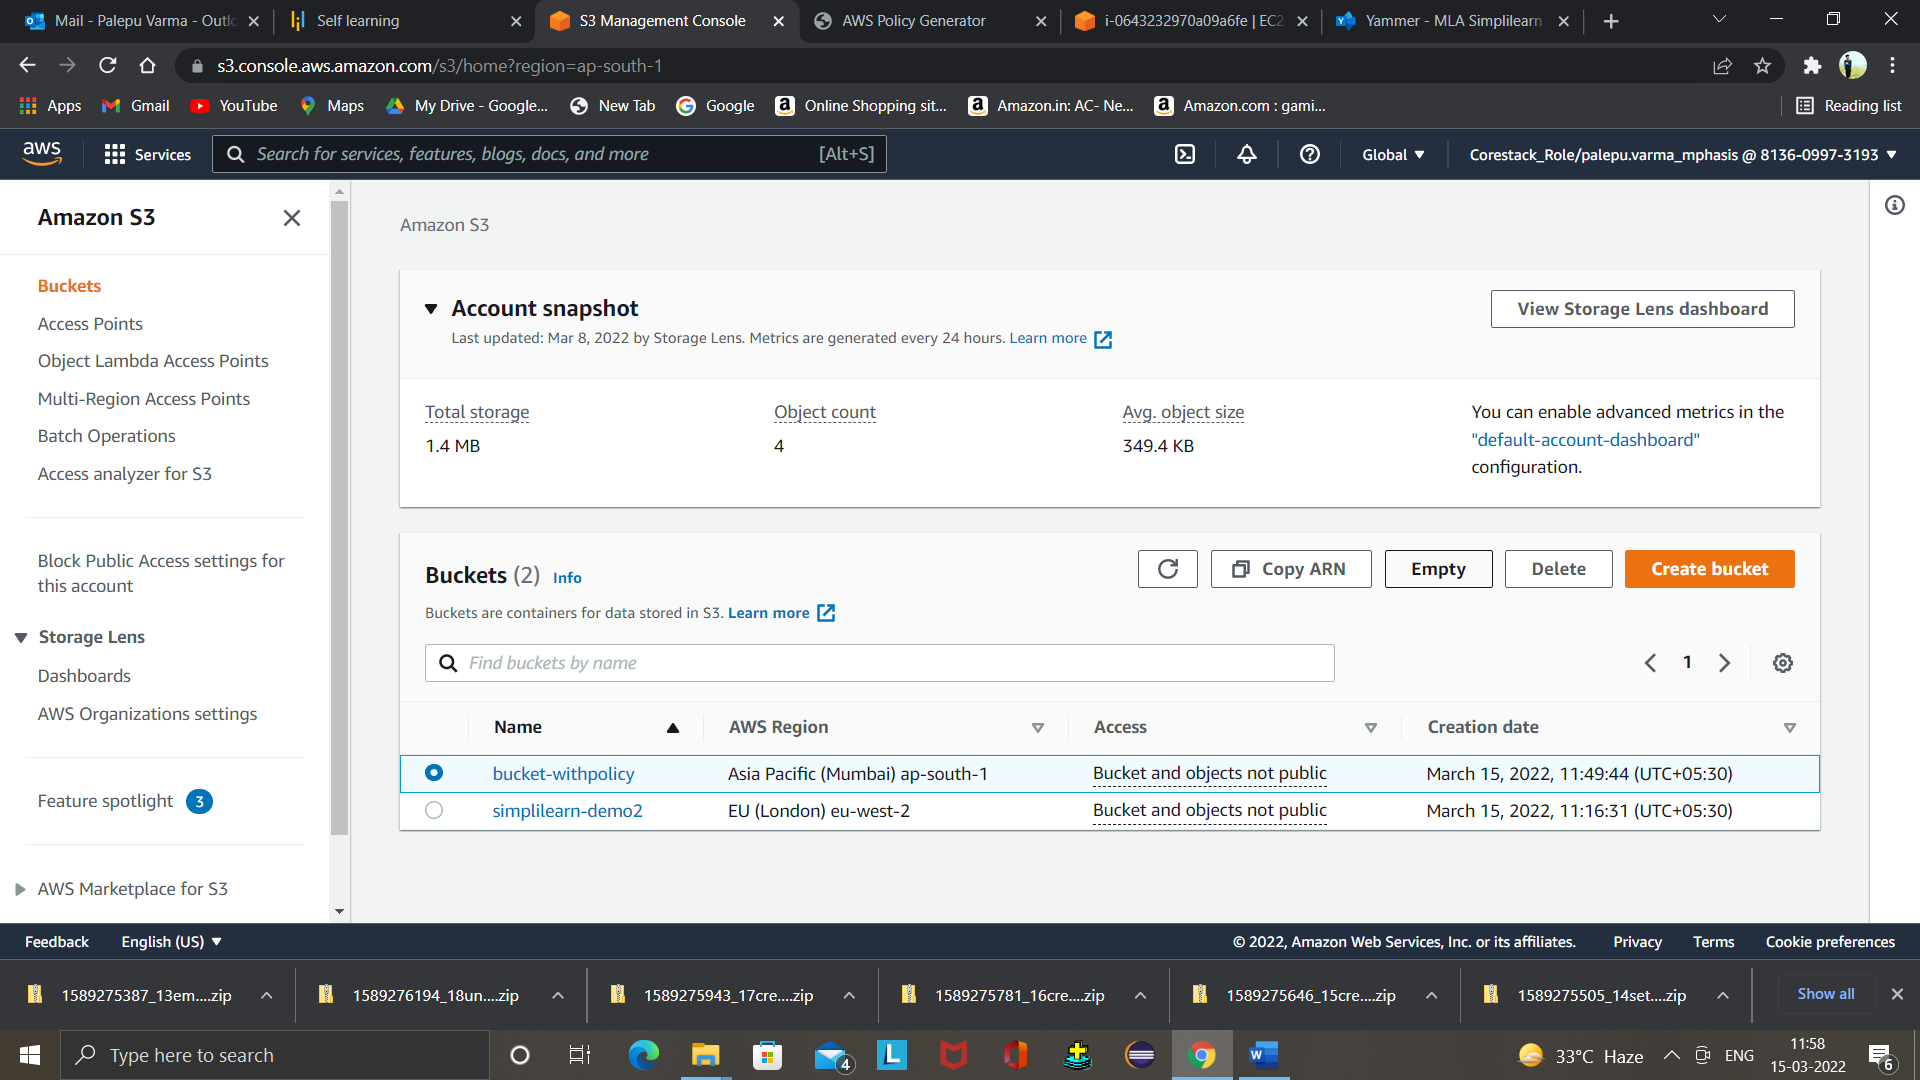 Mail - Palepu Varma - Outlo
Self learning
S3 Management Console
AWS Policy Generator
i-0643232970a09a6fe | EC2
Yammer - MLA Simplilearn
s3.console.aws.amazon.com/s3/home?region=ap-south-1
Apps
Gmail
YouTube
Maps
My Drive - Google...
New Tab
Google
Online Shopping sit...
Amazon.in: AC- Ne...
Amazon.com : gami...
Reading list
aws
Services
Search for services, features, blogs, docs, and more
[Alt+S]
Global
Corestack_Role/palepu.varma_mphasis @ 8136-0997-3193
Amazon S3
Buckets
Access Points
Object Lambda Access Points
Multi-Region Access Points
Batch Operations
Access analyzer for S3
Block Public Access settings for
this account
Storage Lens
Dashboards
AWS Organizations settings
Feature spotlight 3
AWS Marketplace for S3
Amazon S3
Account snapshot
View Storage Lens dashboard
Last updated: Mar 8, 2022 by Storage Lens. Metrics are generated every 24 hours. Learn more
Total storage
1.4 MB
Object count
4
Avg. object size
349.4 KB
You can enable advanced metrics in the
"default-account-dashboard"
configuration.
Buckets (2) Info
Copy ARN
Empty
Delete
Create bucket
Buckets are containers for data stored in S3. Learn more
Find buckets by name
1
Name AWS Region Access Creation date
bucket-withpolicy Asia Pacific (Mumbai) ap-south-1 Bucket and objects not public March 15, 2022, 11:49:44 (UTC+05:30)
simplilearn-demo2 EU (London) eu-west-2 Bucket and objects not public March 15, 2022, 11:16:31 (UTC+05:30)
Feedback
English (US)
© 2022, Amazon Web Services, Inc. or its affiliates.
Privacy
Terms
Cookie preferences
1589275387_13em....zip
1589276194_18un....zip
1589275943_17cre....zip
1589275781_16cre....zip
1589275646_15cre....zip
1589275505_14set....zip
Show all
Type here to search
4
L
W
33°C Haze
ENG
11:58
15-03-2022
6